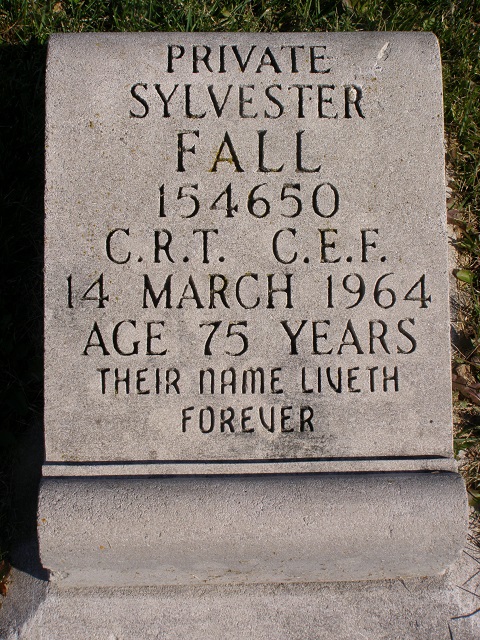 PRIVATE
SYLVESTER
FALL
154650
C.R.T. C.E.F.
14 MARCH 1964
AGE 75 YEARS
THEIR NAME LIVETH
FOREVER